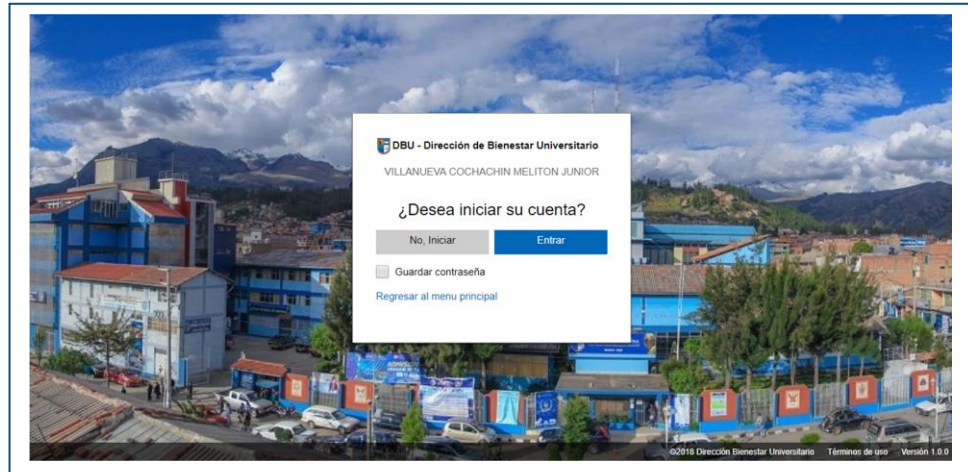 DBU - Dirección de Bienestar Universitario
VILLANUEVA COCHACHIN MELITON JUNIOR
¿Desea iniciar su cuenta?
No, Iniciar
Entrar
Guardar contraseña
Regresar al menu principal
©2018 Dirección Bienestar Universitario Términos de uso Versión 1.0.0